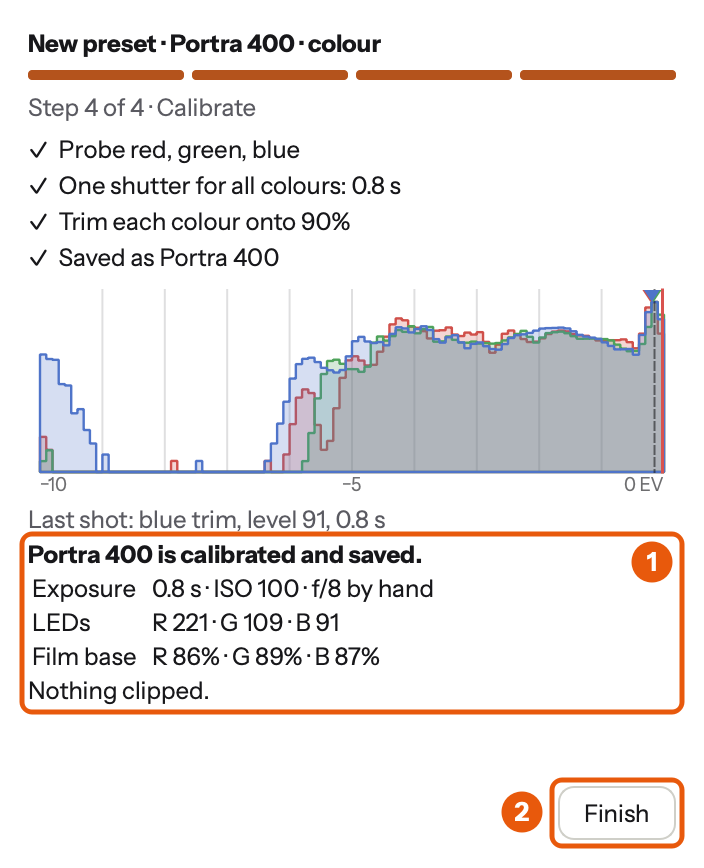 New preset · Portra 400 · colour
Step 4 of 4 · Calibrate
✓ Probe red, green, blue
✓ One shutter for all colours: 0.8 s
✓ Trim each colour onto 90%
✓ Saved as Portra 400
−10 −5 0 EV
Last shot: blue trim, level 91, 0.8 s
Portra 400 is calibrated and saved. 1
Exposure 0.8 s · ISO 100 · f/8 by hand
LEDs R 221 · G 109 · B 91
Film base R 86% · G 89% · B 87%
Nothing clipped.
2 Finish